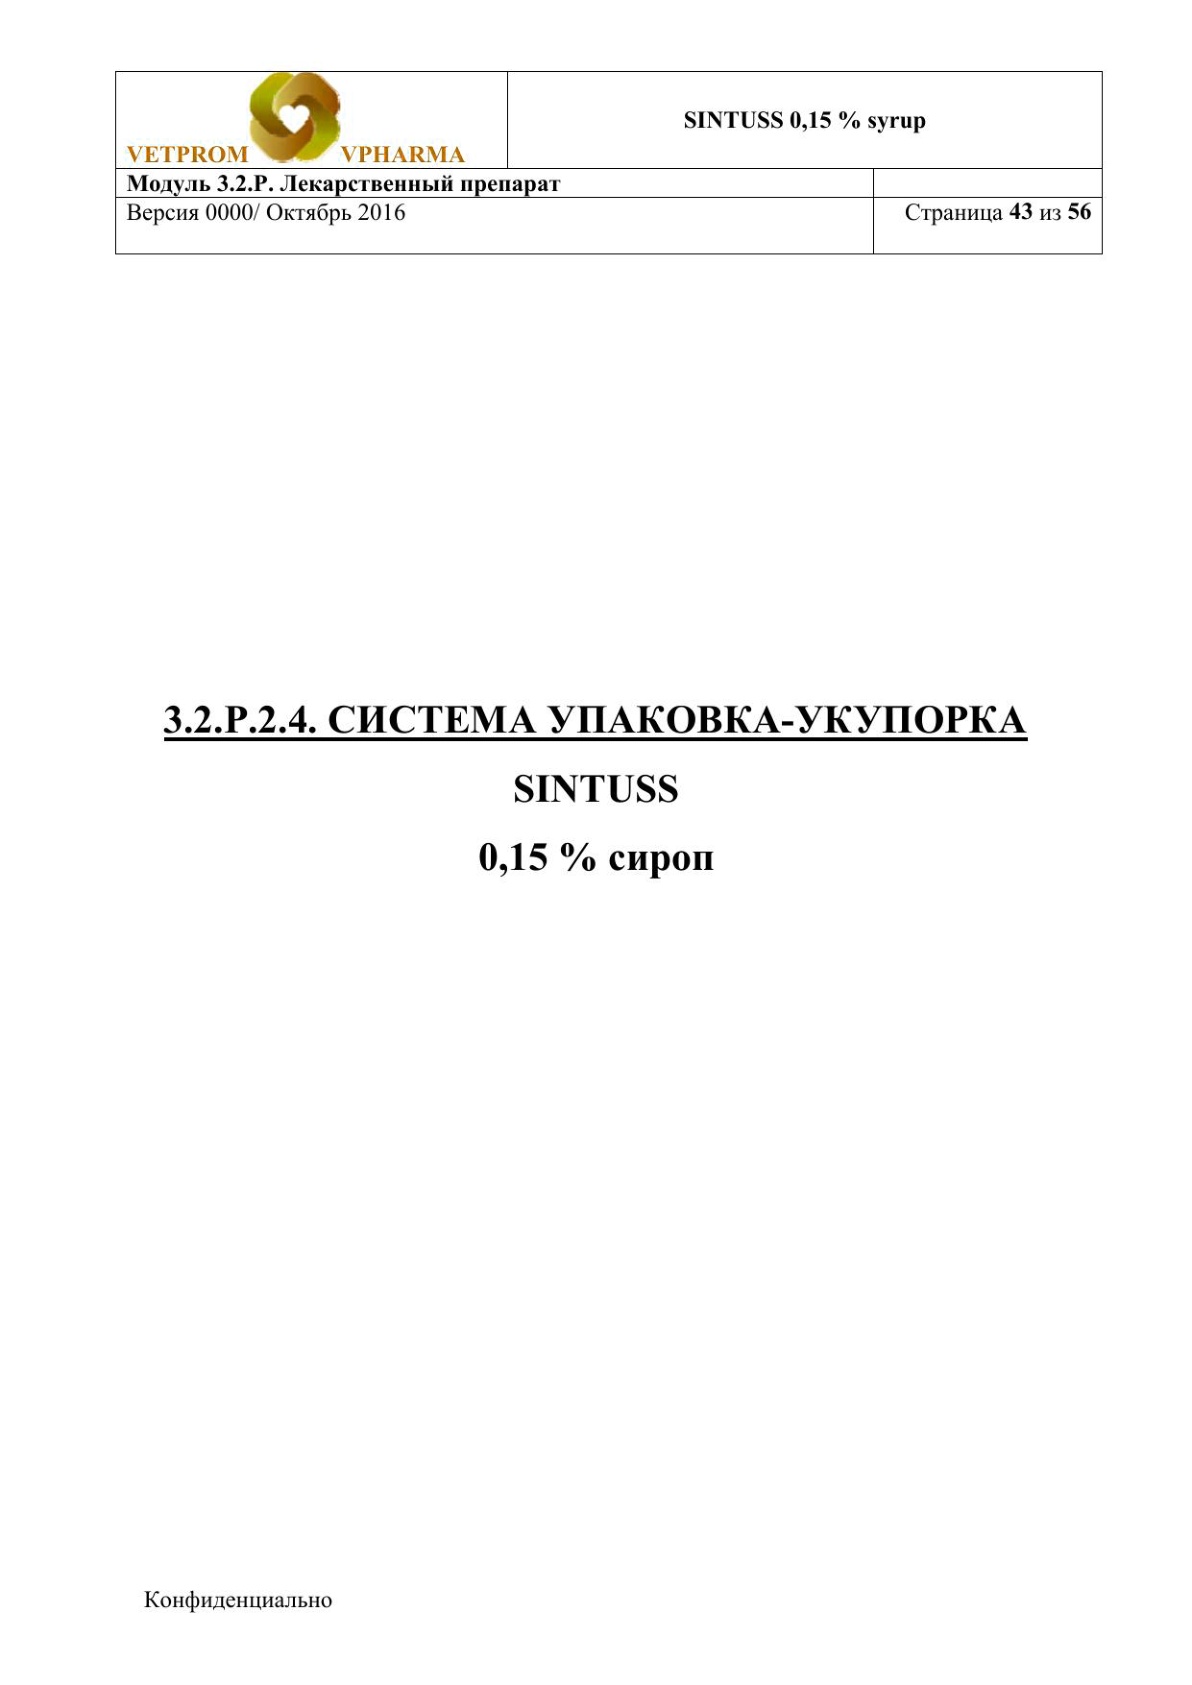 VETPROM VPHARMA
SINTUSS 0,15 % syrup
Модуль 3.2.Р. Лекарственный препарат
Версия 0000/ Октябрь 2016
Страница 43 из 56
3.2.Р.2.4. СИСТЕМА УПАКОВКА-УКУПОРКА
SINTUSS
0,15 % сироп
Конфиденциально